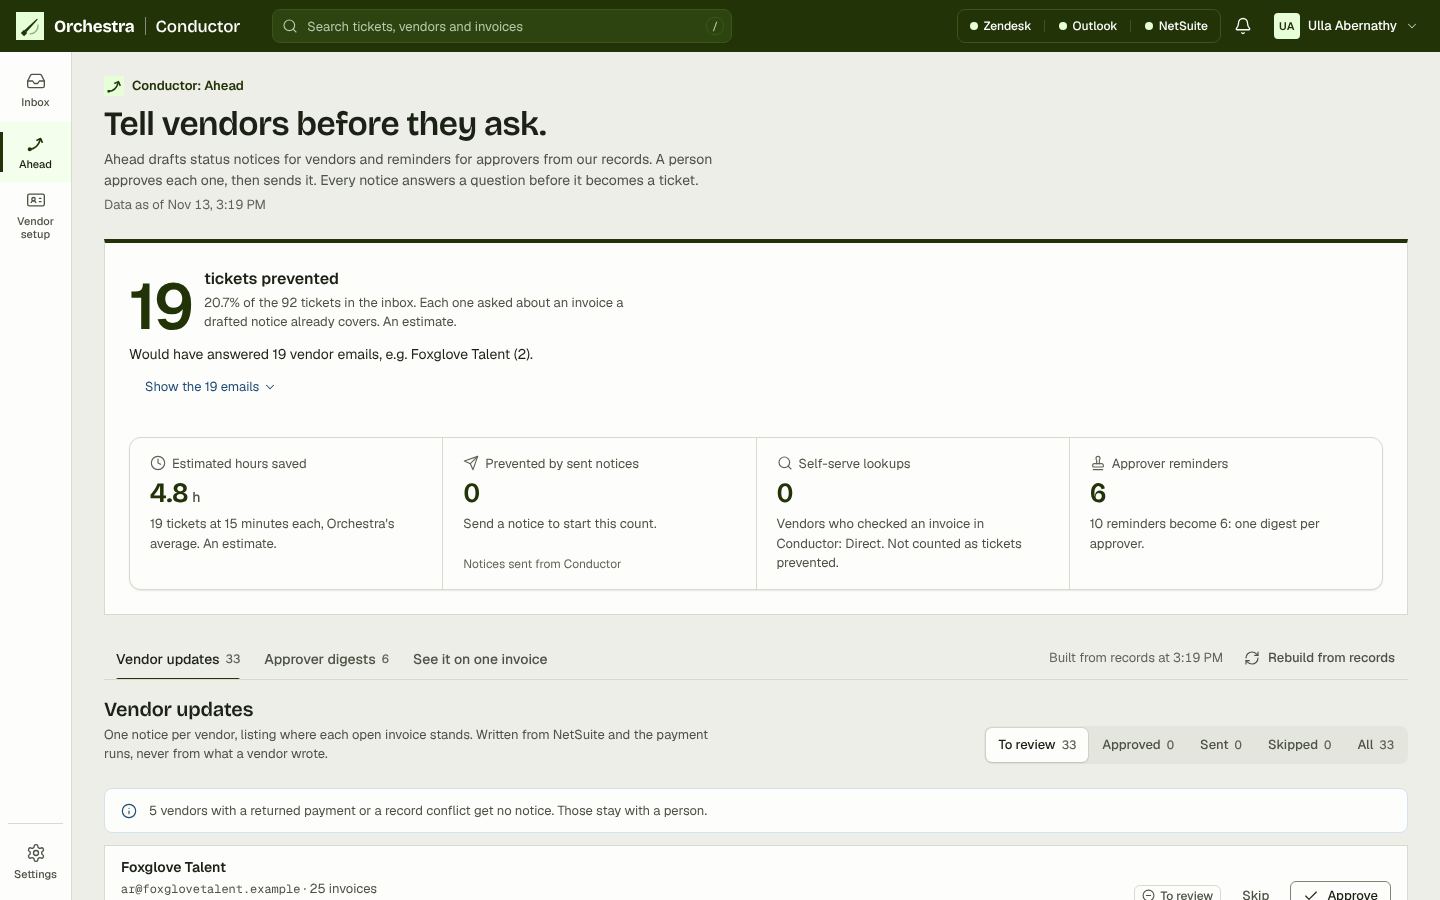 Orchestra | Conductor
Search tickets, vendors and invoices
/
Zendesk
Outlook
NetSuite
UA
Ulla Abernathy
Inbox
Ahead
Vendor
setup
Settings
Conductor: Ahead
Tell vendors before they ask.
Ahead drafts status notices for vendors and reminders for approvers from our records. A person
approves each one, then sends it. Every notice answers a question before it becomes a ticket.
Data as of Nov 13, 3:19 PM
19
tickets prevented
20.7% of the 92 tickets in the inbox. Each one asked about an invoice a
drafted notice already covers. An estimate.
Would have answered 19 vendor emails, e.g. Foxglove Talent (2).
Show the 19 emails
Estimated hours saved
4.8 h
19 tickets at 15 minutes each, Orchestra's
average. An estimate.
Prevented by sent notices
0
Send a notice to start this count.
Notices sent from Conductor
Self-serve lookups
0
Vendors who checked an invoice in
Conductor: Direct. Not counted as tickets
prevented.
Approver reminders
6
10 reminders become 6: one digest per
approver.
Vendor updates 33
Approver digests 6
See it on one invoice
Built from records at 3:19 PM
Rebuild from records
Vendor updates
One notice per vendor, listing where each open invoice stands. Written from NetSuite and the payment
runs, never from what a vendor wrote.
To review 33
Approved 0
Sent 0
Skipped 0
All 33
5 vendors with a returned payment or a record conflict get no notice. Those stay with a person.
Foxglove Talent
ar@foxglovetalent.example · 25 invoices
To review
Skip
Approve